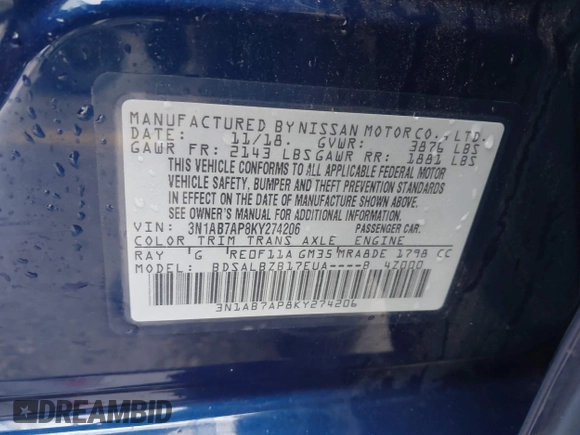 MANUFACTURED BY NISSAN MOTOR CO., LTD.
DATE: 11/18. GVWR: 3876 LBS
GAWR FR: 2143 LBS GAWR RR: 1881 LBS
THIS VEHICLE CONFORMS TO ALL APPLICABLE FEDERAL MOTOR
VEHICLE SAFETY, BUMPER AND THEFT PREVENTION STANDARDS
IN EFFECT ON THE DATE OF MANUFACTURE SHOWN ABOVE.
SEE OWNER'S MANUAL FOR ADDITIONAL INFORMATION.
VIN: 3N1AB7AP8KY274206 PASSENGER CAR.
COLOR TRIM TRANS AXLE ENGINE
RAY G RE0F11A GM35 MRA8DE 1798 CC
MODEL: BDSALBZB17EUA----B 4Z000
3N1AB7AP8KY274206
DREAMBID